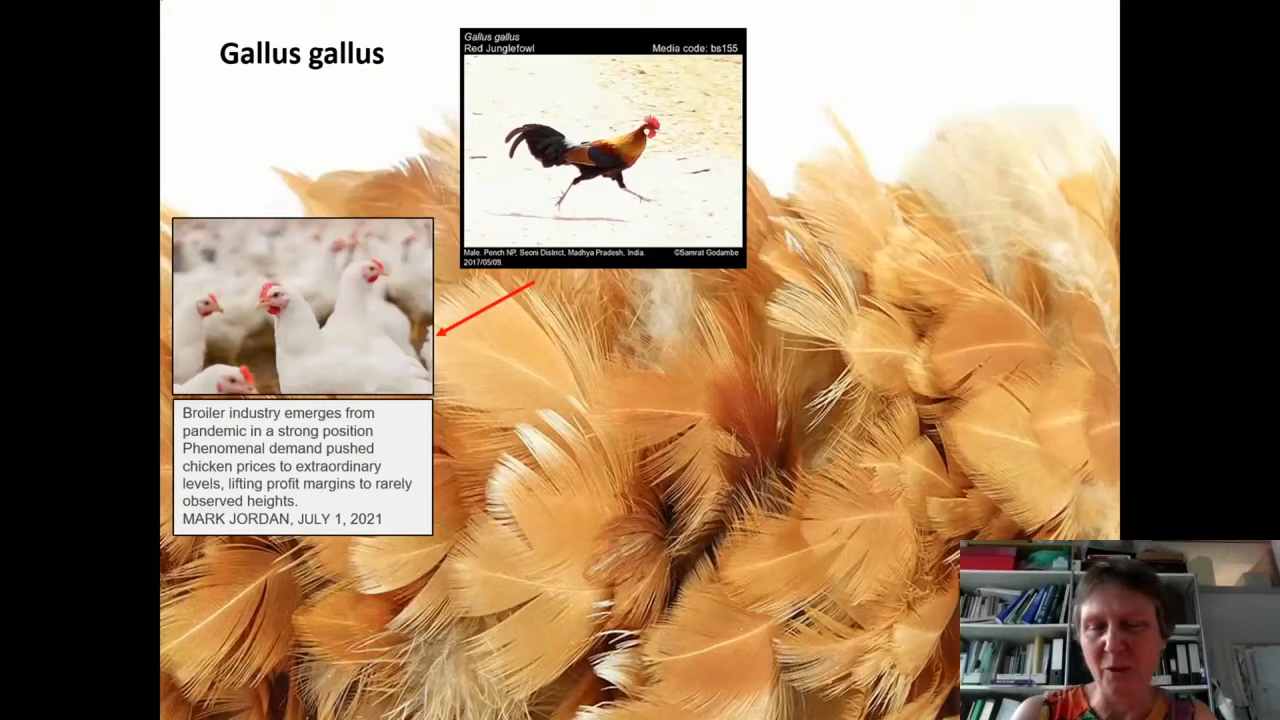 Gallus gallus
Gallus gallus
Red Junglefowl Media code: bs155
Male. Pench NP, Seoni District, Madhya Pradesh, India. ©Samrat Godambe
2017/05/09.
Broiler industry emerges from
pandemic in a strong position
Phenomenal demand pushed
chicken prices to extraordinary
levels, lifting profit margins to rarely
observed heights.
MARK JORDAN, JULY 1, 2021